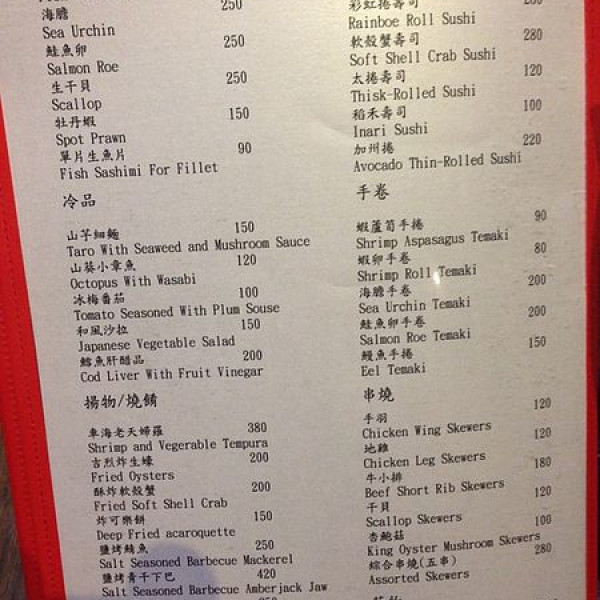 海膽 250
Sea Urchin
鮭魚卵 250
Salmon Roe
生干貝 250
Scallop
牡丹蝦 150
Spot Prawn
單片生魚片 90
Fish Sashimi For Fillet
冷品
山芋細麵 150
Taro With Seaweed and Mushroom Sauce
山葵小章魚 120
Octopus With Wasabi
冰梅番茄 100
Tomato Seasoned With Plum Souse
和風沙拉 150
Japanese Vegetable Salad
鱈魚肝醋品 200
Cod Liver With Fruit Vinegar
揚物/燒餚
車海老天婦羅 380
Shrimp and Vegerable Tempura
吉烈炸生蠔 200
Fried Oysters
酥炸軟殼蟹 200
Fried Soft Shell Crab
炸可樂餅 150
Deep Fried acaroquette
鹽烤鯖魚 250
Salt Seasoned Barbecue Mackerel
鹽烤青干下巴 420
Salt Seasoned Barbecue Amberjack Jaw
彩虹捲壽司
Rainboe Roll Sushi
軟殼蟹壽司 280
Soft Shell Crab Sushi
太捲壽司 120
Thisk-Rolled Sushi
稻禾壽司 100
Inari Sushi
加州捲 220
Avocado Thin-Rolled Sushi
手卷
蝦蘆筍手捲 90
Shrimp Aspasagus Temaki
蝦卵手捲 80
Shrimp Roll Temaki
海膽手卷 200
Sea Urchin Temaki
鮭魚卵手卷 200
Salmon Roe Temaki
鰻魚手捲 150
Eel Temaki
串燒
手羽 120
Chicken Wing Skewers
地雞 120
Chicken Leg Skewers
牛小排 180
Beef Short Rib Skewers
干貝 120
Scallop Skewers
杏鮑菇 100
King Oyster Mushroom Skewers
綜合串燒(五串) 280
Assorted Skewers